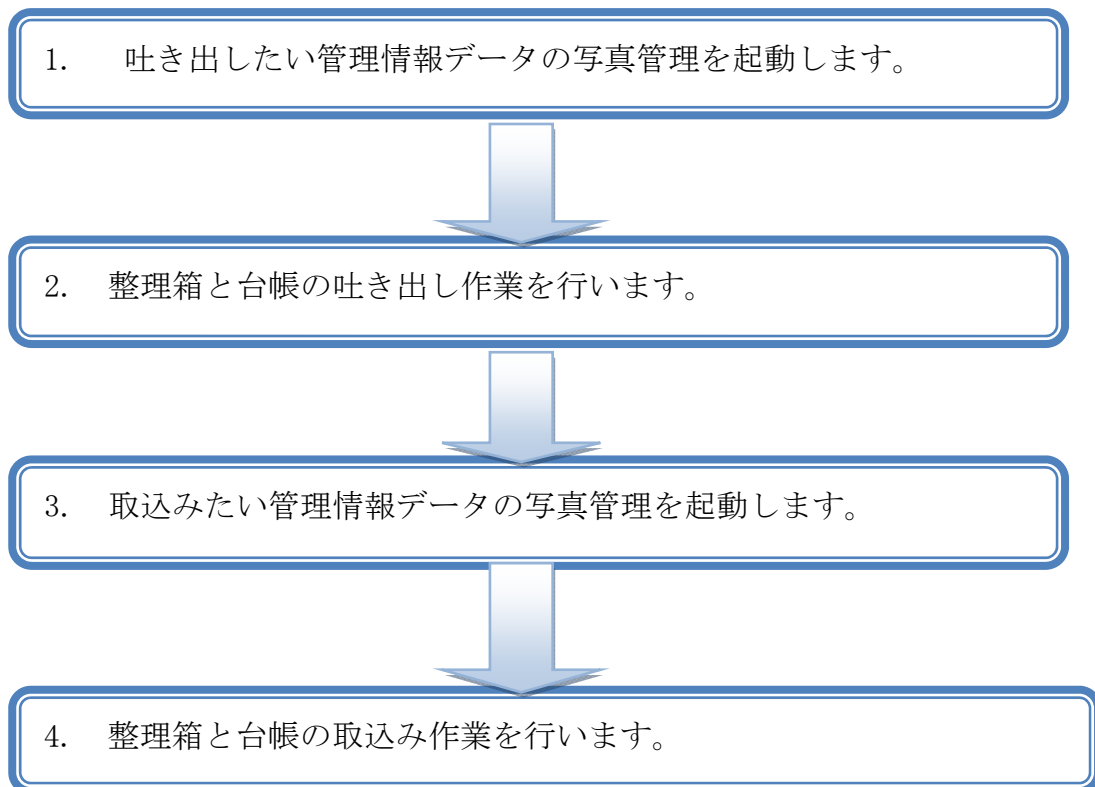 1. 吐き出したい管理情報データの写真管理を起動します。
2. 整理箱と台帳の吐き出し作業を行います。
3. 取込みたい管理情報データの写真管理を起動します。
4. 整理箱と台帳の取込み作業を行います。